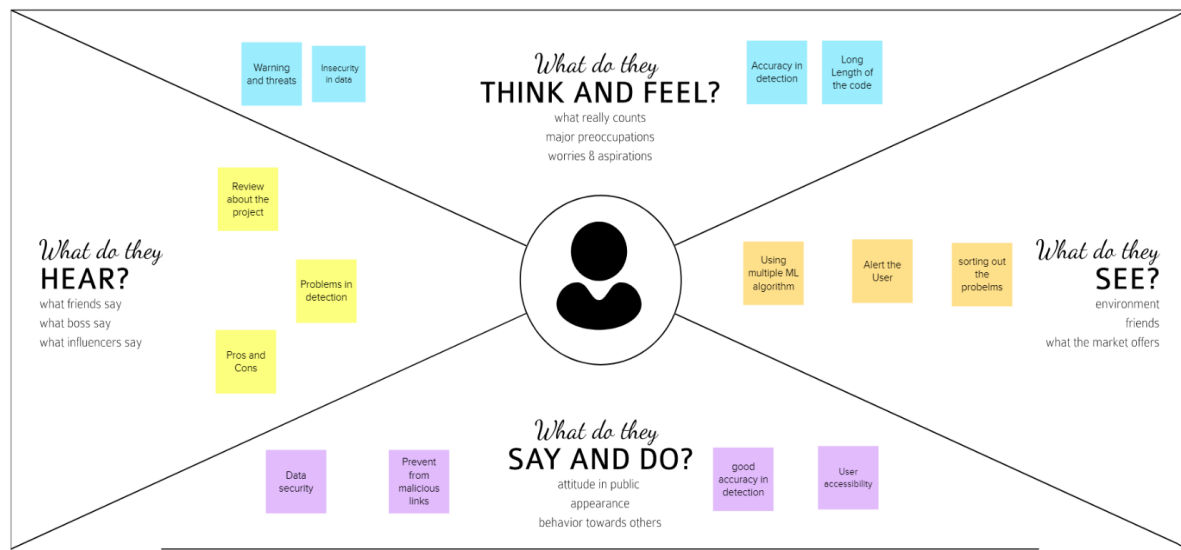 What do they
THINK AND FEEL?
what really counts
major preoccupations
worries & aspirations
Warning
and threats
Insecurity
in data
Accuracy in
detection
Long
Length of
the code
What do they
HEAR?
what friends say
what boss say
what influencers say
Review
about the
project
Problems in
detection
Pros and
Cons
What do they
SEE?
environment
friends
what the market offers
Using
multiple ML
algorithm
Alert the
User
sorting out
the
probelms
What do they
SAY AND DO?
attitude in public
appearance
behavior towards others
Data
security
Prevent
from
malicious
links
good
accuracy in
detection
User
accessibility